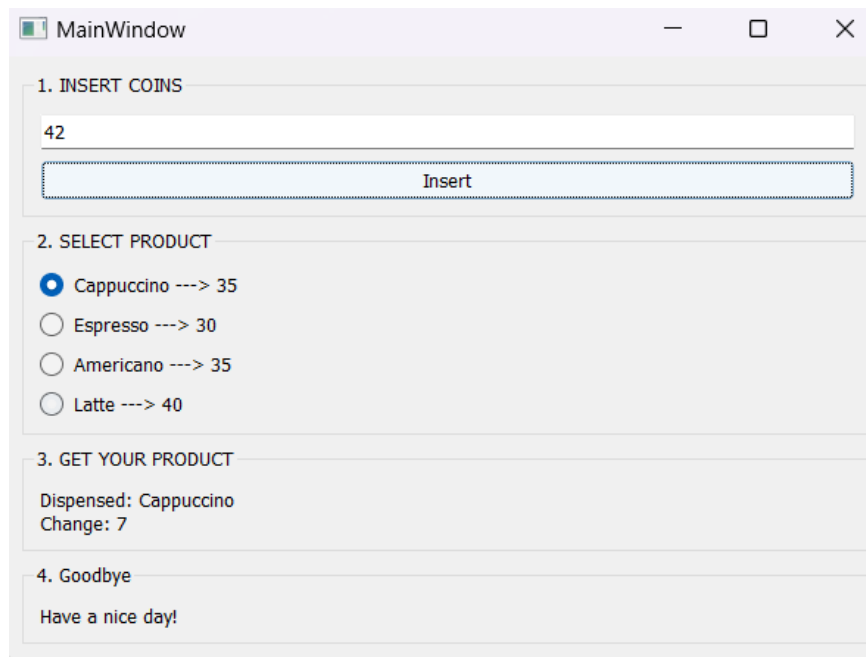 MainWindow
1. INSERT COINS
42
Insert
2. SELECT PRODUCT
Cappuccino ---> 35
Espresso ---> 30
Americano ---> 35
Latte ---> 40
3. GET YOUR PRODUCT
Dispensed: Cappuccino
Change: 7
4. Goodbye
Have a nice day!